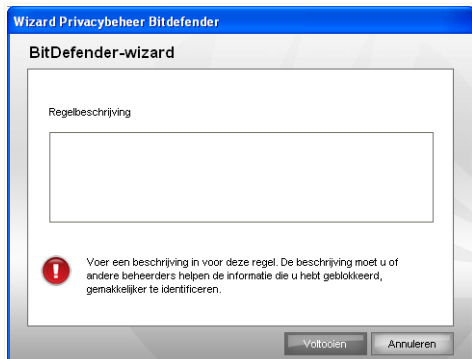 Wizard Privacybeheer Bitdefender
BitDefender-wizard
Regelbeschrijving
Voer een beschrijving in voor deze regel. De beschrijving moet u of
andere beheerders helpen de informatie die u hebt geblokkeerd,
gemakkelijker te identificeren.
Voltooien
Annuleren